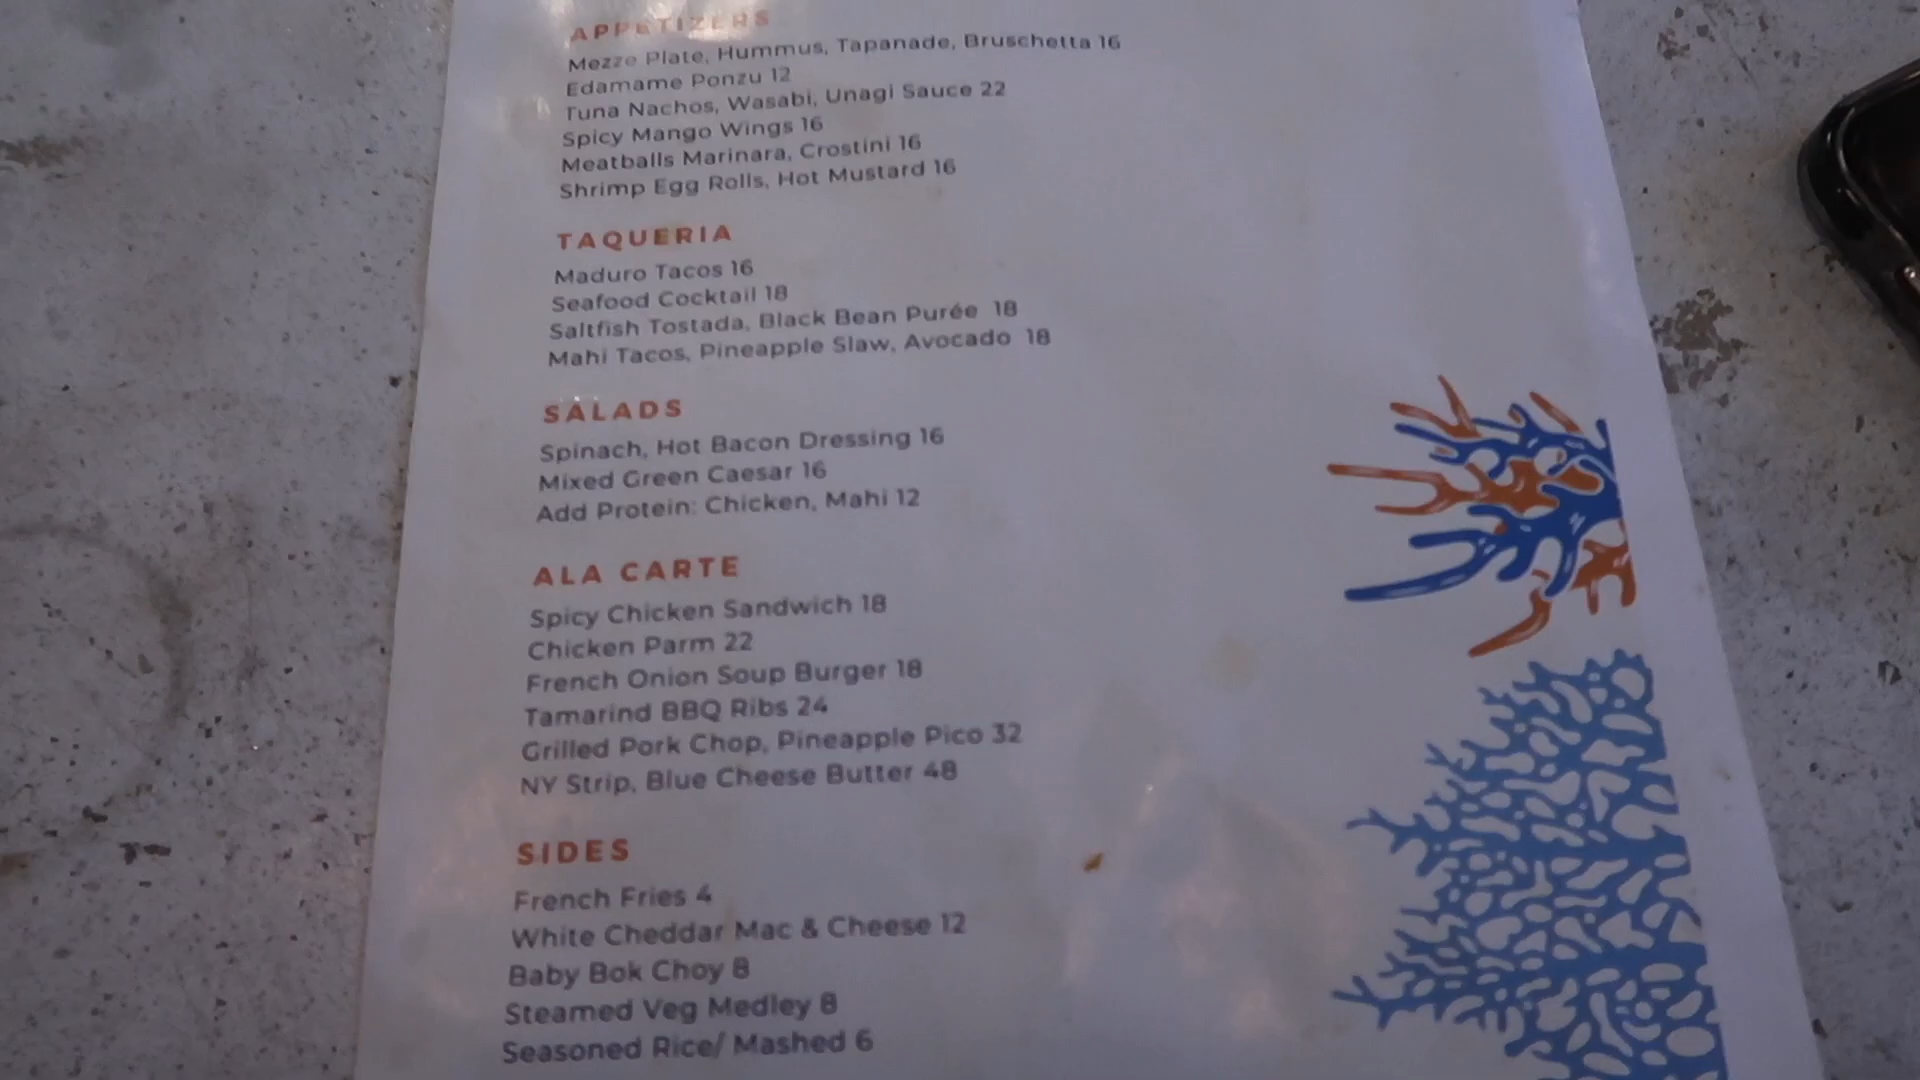 APPETIZERS
Mezze Plate, Hummus, Tapanade, Bruschetta 16
Edamame Ponzu 12
Tuna Nachos, Wasabi, Unagi Sauce 22
Spicy Mango Wings 16
Meatballs Marinara, Crostini 16
Shrimp Egg Rolls, Hot Mustard 16
TAQUERIA
Maduro Tacos 16
Seafood Cocktail 18
Saltfish Tostada, Black Bean Purée 18
Mahi Tacos, Pineapple Slaw, Avocado 18
SALADS
Spinach, Hot Bacon Dressing 16
Mixed Green Caesar 16
Add Protein: Chicken, Mahi 12
ALA CARTE
Spicy Chicken Sandwich 18
Chicken Parm 22
French Onion Soup Burger 18
Tamarind BBQ Ribs 24
Grilled Pork Chop, Pineapple Pico 32
NY Strip, Blue Cheese Butter 48
SIDES
French Fries 4
White Cheddar Mac & Cheese 12
Baby Bok Choy 8
Steamed Veg Medley 8
Seasoned Rice/ Mashed 6